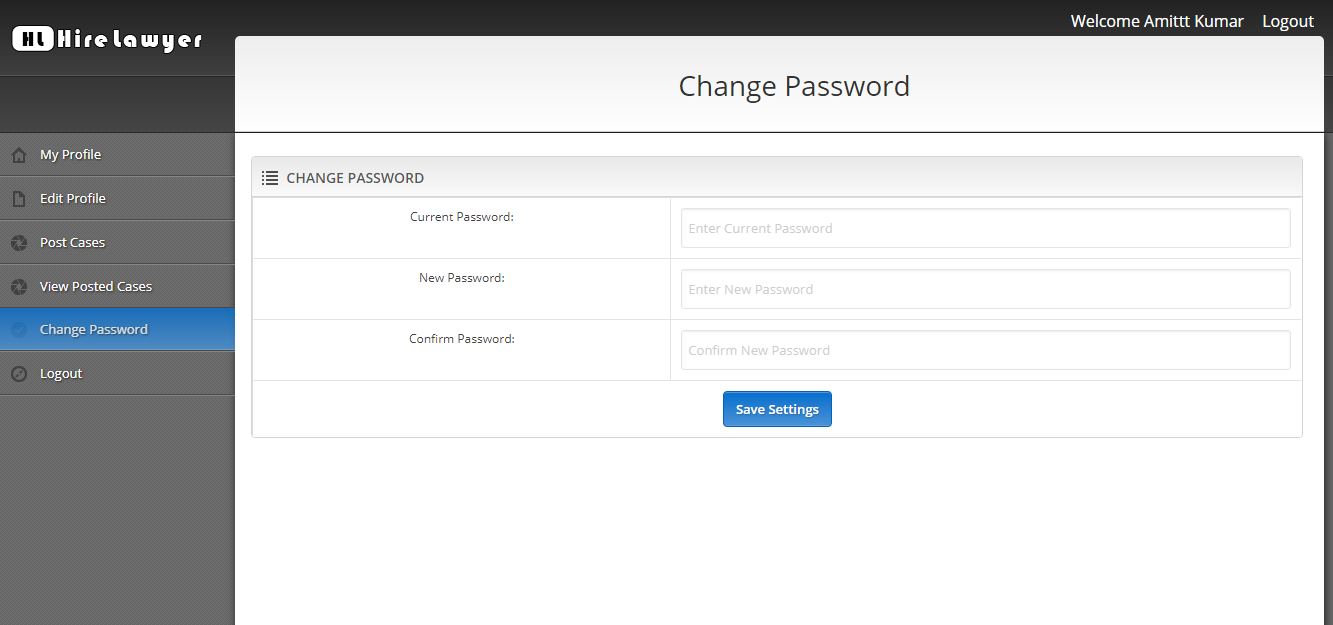 HL Hire Lawyer
Welcome Amittt Kumar Logout
Change Password
My Profile
Edit Profile
Post Cases
View Posted Cases
Change Password
Logout
CHANGE PASSWORD
Current Password: Enter Current Password
New Password: Enter New Password
Confirm Password: Confirm New Password
Save Settings